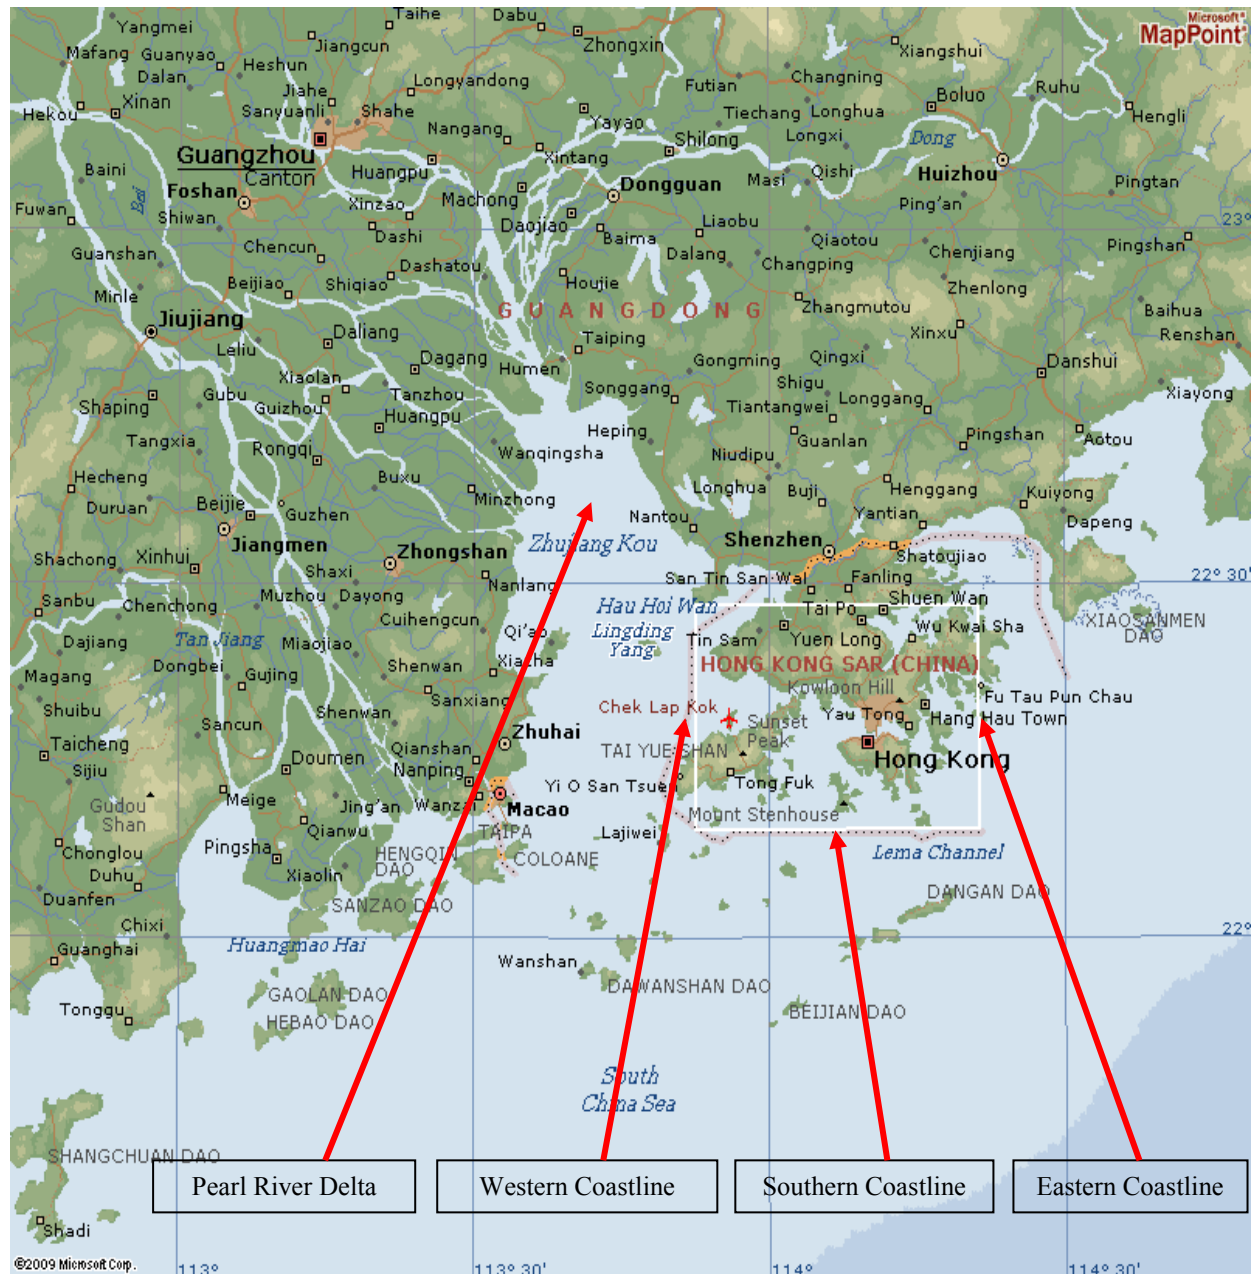 Microsoft®
MapPoint®
Yangmei
Taihe
Dabu
Mafang
Guanyao
Jiangcun
Zhongxin
Xiangshui
Dalan
Heshun
Longyandong
Futian
Changning
Ruhu
Jiahe
Xinan
Sanyuanli
Shahe
Tiechang
Longhua
Boluo
Hekou
Nangang
Yayao
Shilong
Longxi
Hengli
Guangzhou
Canton
Xintang
Dong
Baini
Huangpu
Masi
Qishi
Huizhou
Foshan
Bei
Machong
Dongguan
Pingtan
Fuwan
Shiwan
Xinzao
Daojiao
Liaobu
Ping'an
Dashi
Baima
Qiaotou
23°
Chencun
Dalang
Chenjiang
Pingshan
Guanshan
Dashatou
Changping
Minle
Beijiao
Shiqiao
Houjie
Zhenlong
GUANGDONG
Zhangmutou
Baihua
Jiujiang
Daliang
Taiping
Xinxu
Renshan
Leliu
Dagang
Humen
Gongming
Qingxi
Danshui
Xiaolan
Tanzhou
Songgang
Shigu
Xiayong
Shaping
Gubu
Guizhou
Huangpu
Tiantangwei
Longgang
Tangxia
Heping
Guanlan
Pingshan
Aotou
Rongqi
Wanqingsha
Niudipu
Hecheng
Buxu
Longhua
Henggang
Duruan
Beijie
Minzhong
Buji
Kuiyong
Guzhen
Nantou
Yantian
Dapeng
Jiangmen
Zhujiang Kou
Shenzhen
Shachong
Xinhui
Zhongshan
Shatoujiao
Shaxi
Nanlang
San Tin San Wai
Fanling
22° 30'
Sanbu
Chenchong
Muzhou
Dayong
Hau Hoi Wan
Tai Po
Shuen Wan
Cuihengcun
Lingding
Yang
XIAOSANMEN
DAO
Dajiang
Tan Jiang
Miaojiao
Qi'ao
Tin Sam
Yuen Long
Wu Kwai Sha
Dongbei
Shenwan
Xiazha
HONG KONG SAR (CHINA)
Magang
Gujing
Sanxiang
Kowloon Hill
Fu Tau Pun Chau
Shuibu
Sancun
Shenwan
Chek Lap Kok
Yau Tong
Hang Hau Town
Taicheng
Zhuhai
Sunset
Peak
Qianshan
TAI YUE SHAN
Sijiu
Doumen
Nanping
Yi O San Tsuen
Tong Fuk
Hong Kong
Gudou
Shan
Meige
Jing'an
Wanzai
Macao
Mount Stenhouse
Qianwu
TAIPA
Lajiwei
Chonglou
Pingsha
HENGQIN
DAO
COLOANE
Lema Channel
Duhu
Xiaolin
DANGAN DAO
Duanfen
SANZAO DAO
Chixi
22°
Guanghai
Huangmao Hai
Wanshan
DAWANSHAN DAO
GAOLAN DAO
Tonggu
HEBAO DAO
BEIJIAN DAO
South
China Sea
SHANGCHUAN DAO
Pearl River Delta
Western Coastline
Southern Coastline
Eastern Coastline
Shadi
©2009 Microsoft Corp.
113°
113° 30'
114°
114° 30'